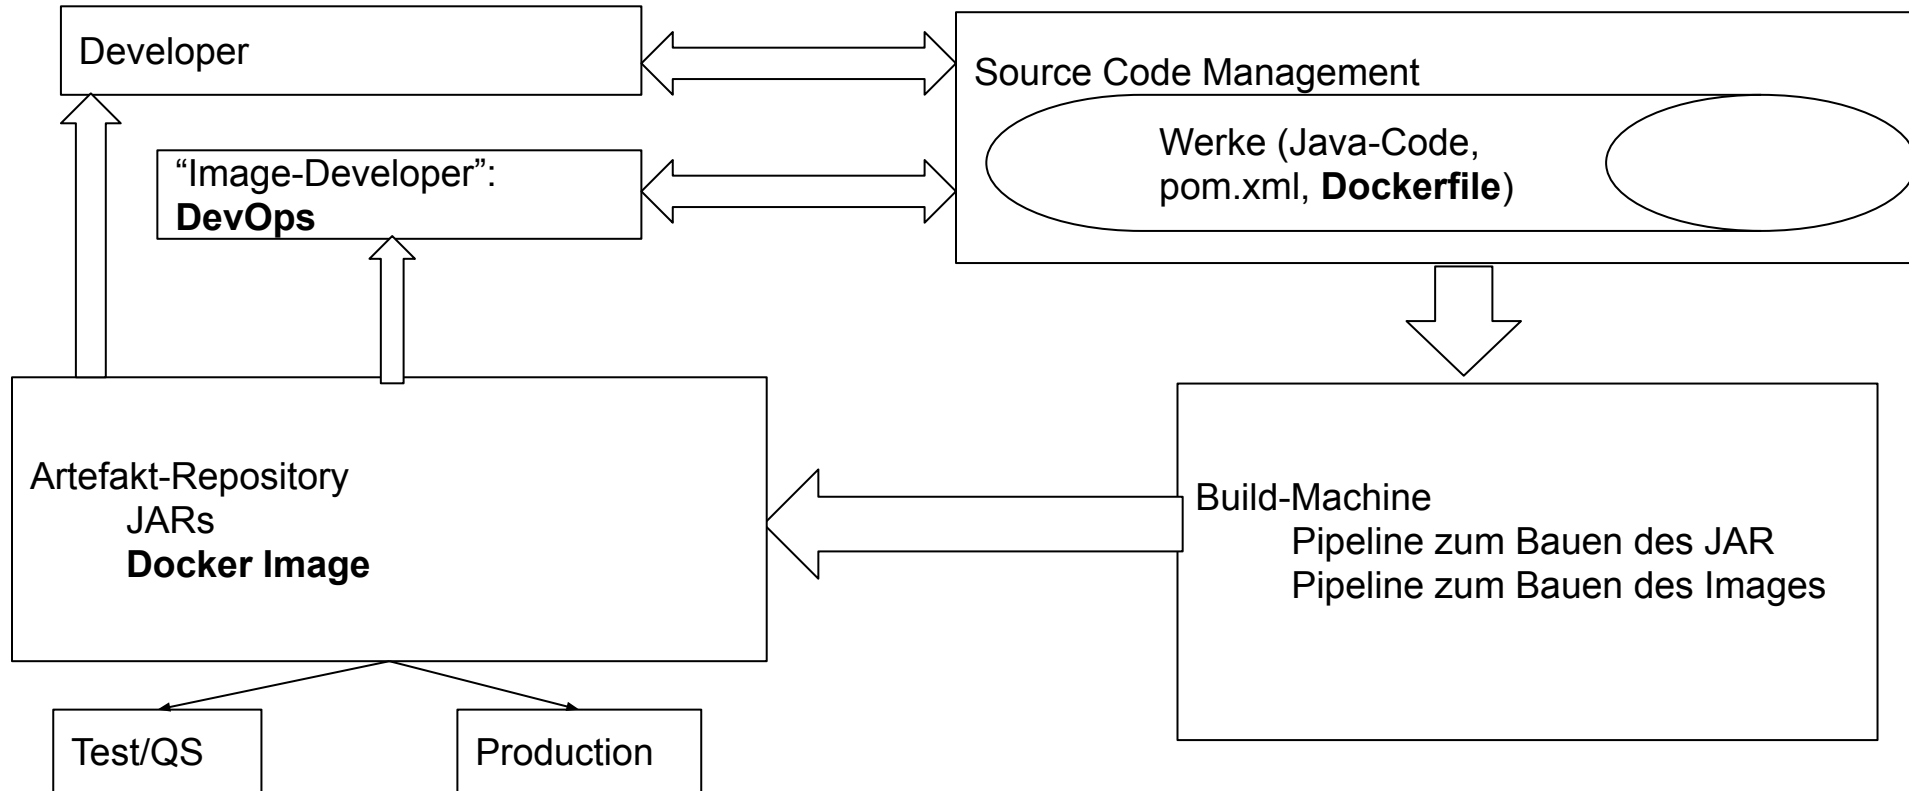 Developer
Source Code Management
Werke (Java-Code,
pom.xml, Dockerfile)
“Image-Developer”:
DevOps
Artefakt-Repository
JARs
Docker Image
Build-Machine
Pipeline zum Bauen des JAR
Pipeline zum Bauen des Images
Test/QS
Production